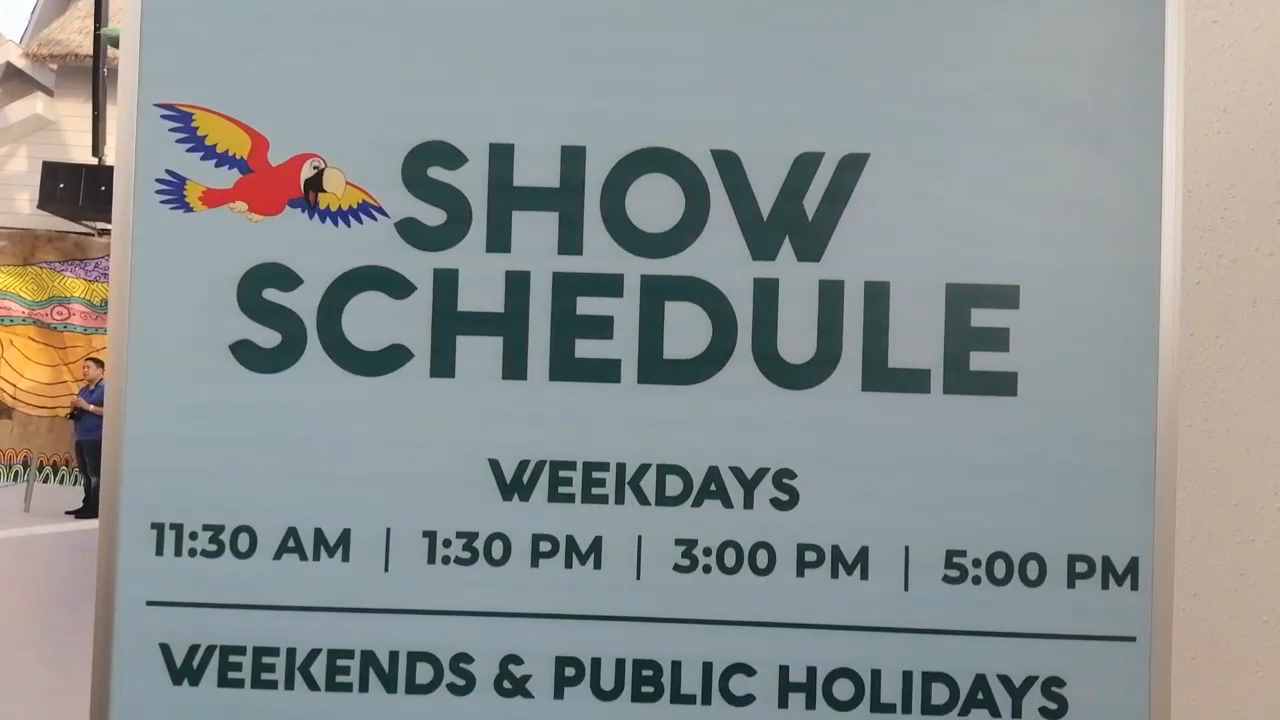 SHOW
SCHEDULE
WEEKDAYS
11:30 AM | 1:30 PM | 3:00 PM | 5:00 PM
WEEKENDS & PUBLIC HOLIDAYS